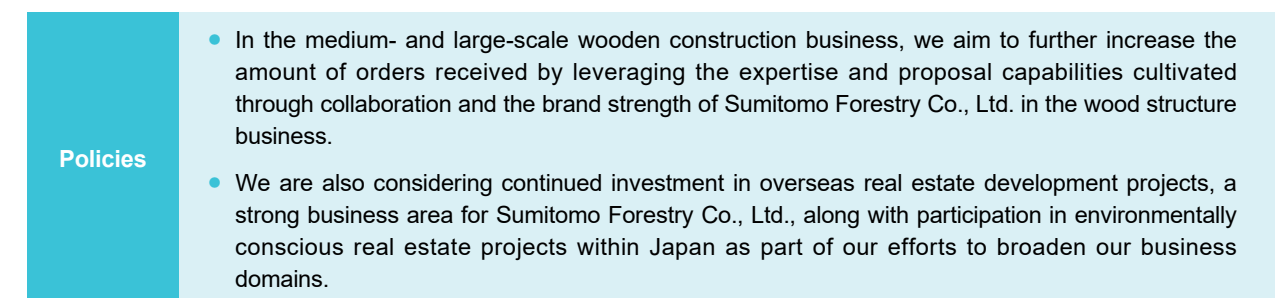 Policies
● In the medium- and large-scale wooden construction business, we aim to further increase the
amount of orders received by leveraging the expertise and proposal capabilities cultivated
through collaboration and the brand strength of Sumitomo Forestry Co., Ltd. in the wood structure
business.
● We are also considering continued investment in overseas real estate development projects, a
strong business area for Sumitomo Forestry Co., Ltd., along with participation in environmentally
conscious real estate projects within Japan as part of our efforts to broaden our business
domains.